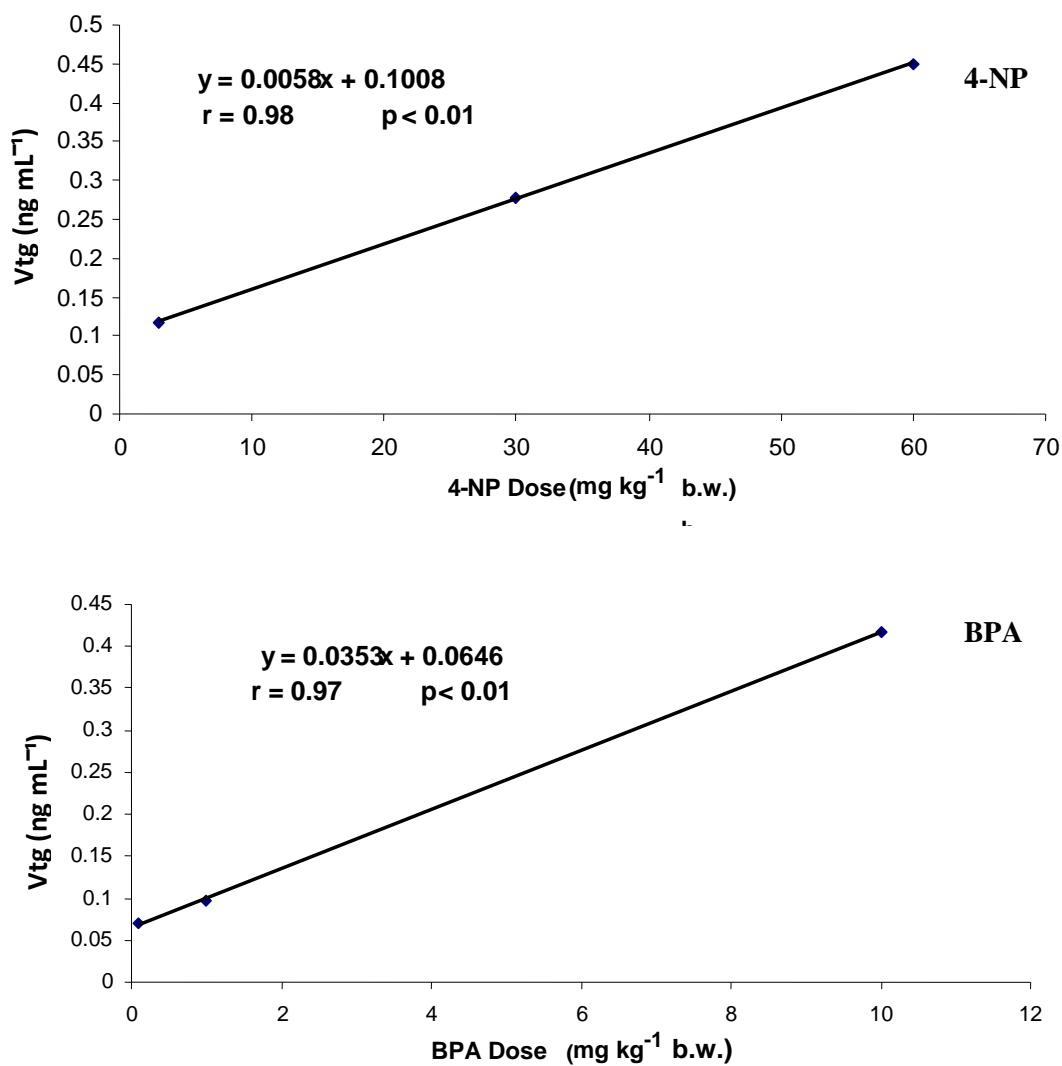 0.5
0.45
0.4
0.35
0.3
0.25
0.2
0.15
0.1
0.05
0
y = 0.0058x + 0.1008
r = 0.98 p < 0.01
4-NP
Vtg (ng mL⁻¹)
0 10 20 30 40 50 60 70
4-NP Dose (mg kg⁻¹ b.w.)
0.45
0.4
0.35
0.3
0.25
0.2
0.15
0.1
0.05
0
y = 0.0353x + 0.0646
r = 0.97 p< 0.01
BPA
Vtg (ng mL⁻¹)
0 2 4 6 8 10 12
BPA Dose (mg kg⁻¹ b.w.)